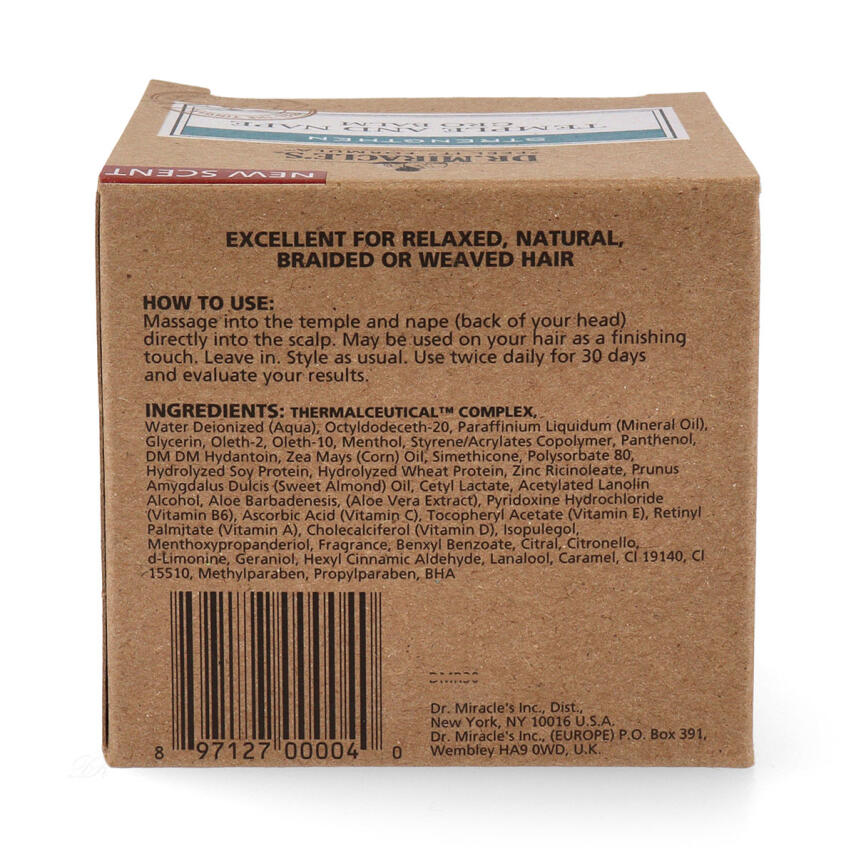 TEMPLE AND NAPE
GRO BALM
STRENGTHEN
DR. MIRACLE'S
NEW SCENT
EXCELLENT FOR RELAXED, NATURAL,
BRAIDED OR WEAVED HAIR
HOW TO USE:
Massage into the temple and nape (back of your head)
directly into the scalp. May be used on your hair as a finishing
touch. Leave in. Style as usual. Use twice daily for 30 days
and evaluate your results.
INGREDIENTS: THERMALCEUTICAL™ COMPLEX,
Water Deionized (Aqua), Octyldodeceth-20, Paraffinium Liquidum (Mineral Oil),
Glycerin, Oleth-2, Oleth-10, Menthol, Styrene/Acrylates Copolymer, Panthenol,
DM DM Hydantoin, Zea Mays (Corn) Oil, Simethicone, Polysorbate 80,
Hydrolyzed Soy Protein, Hydrolyzed Wheat Protein, Zinc Ricinoleate, Prunus
Amygdalus Dulcis (Sweet Almond) Oil, Cetyl Lactate, Acetylated Lanolin
Alcohol, Aloe Barbadenesis, (Aloe Vera Extract), Pyridoxine Hydrochloride
(Vitamin B6), Ascorbic Acid (Vitamin C), Tocopheryl Acetate (Vitamin E), Retinyl
Palmjtate (Vitamin A), Cholecalciferol (Vitamin D), Isopulegol,
Menthoxypropanderiol, Fragrance, Benxyl Benzoate, Citral, Citronello,
d-Limonine, Geraniol, Hexyl Cinnamic Aldehyde, Lanalool, Caramel, CI 19140, CI
15510, Methylparaben, Propylparaben, BHA
8 97127 00004 0
Dr. Miracle's Inc., Dist.,
New York, NY 10016 U.S.A.
Dr. Miracle's Inc., (EUROPE) P.O. Box 391,
Wembley HA9 0WD, U.K.